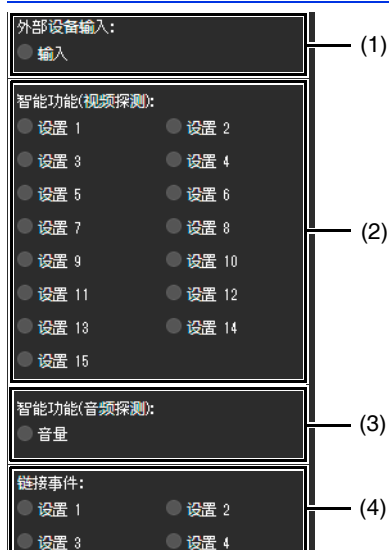 外部设备输入:
输入
(1)
智能功能(视频探测):
设置 1 设置 2
设置 3 设置 4
设置 5 设置 6
设置 7 设置 8
(2)
设置 9 设置 10
设置 11 设置 12
设置 13 设置 14
设置 15
智能功能(音频探测):
音量
(3)
链接事件:
设置 1 设置 2
(4)
设置 3 设置 4